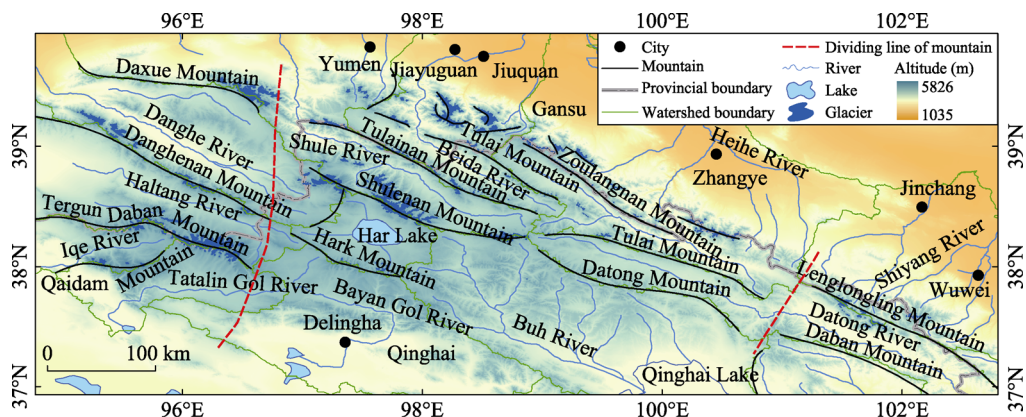 96°E 98°E 100°E 102°E
City
Mountain
Provincial boundary
Watershed boundary
Dividing line of mountain
River
Lake
Glacier
Altitude (m)
5826
1035
39°N
38°N
37°N
39°N
38°N
37°N
Yumen
Jiayuguan
Jiuquan
Gansu
Daxue Mountain
Danghe River
Danghenan Mountain
Haltang River
Tergun Daban
Mountain
Iqe River
Qaidam
Mountain
Tatalin Gol River
Shule River
Tulainan Mountain
Beida River
Tulai Mountain
Zoulangnan Mountain
Shulenan Mountain
Har Lake
Hark Mountain
Bayan Gol River
Delingha
Qinghai
Buh River
Tulai Mountain
Datong Mountain
Qinghai Lake
Heihe River
Zhangye
Jinchang
Shiyang River
Wuwei
Lenglongling Mountain
Datong River
Daban Mountain
0 100 km
96°E 98°E 100°E 102°E